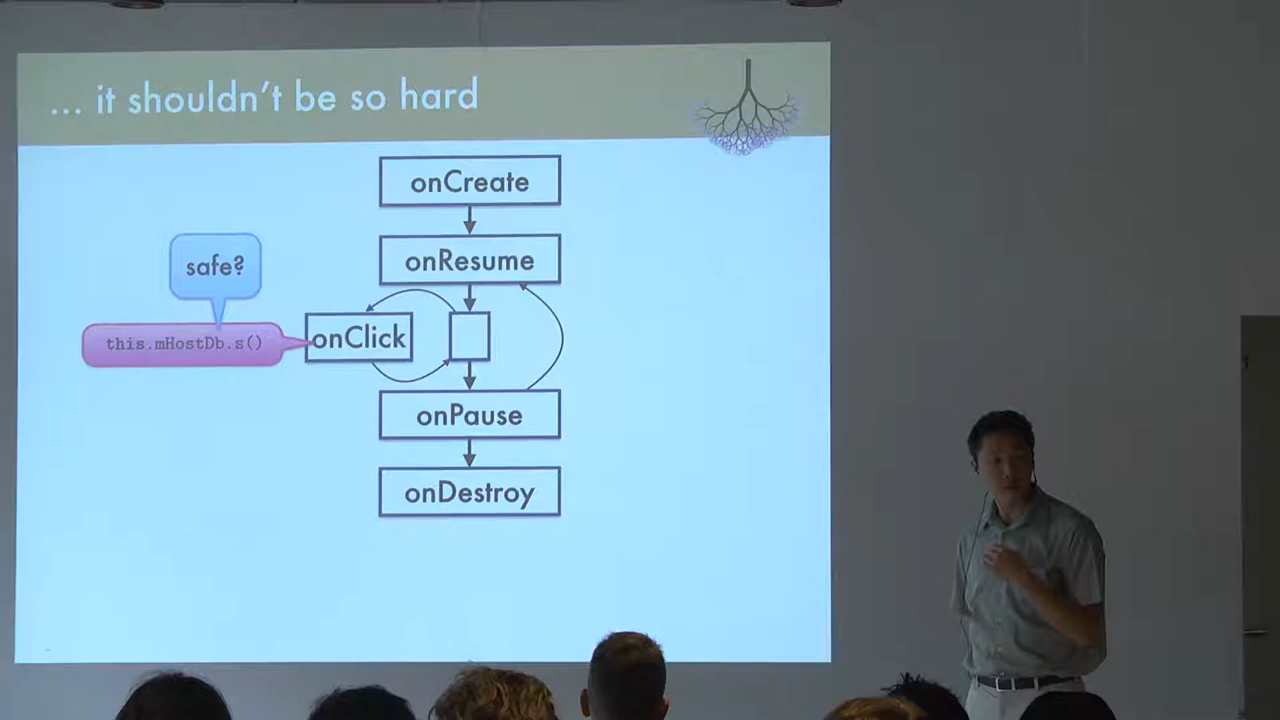 ... it shouldn't be so hard
onCreate
onResume
safe?
this.mHostDb.s()
onClick
onPause
onDestroy